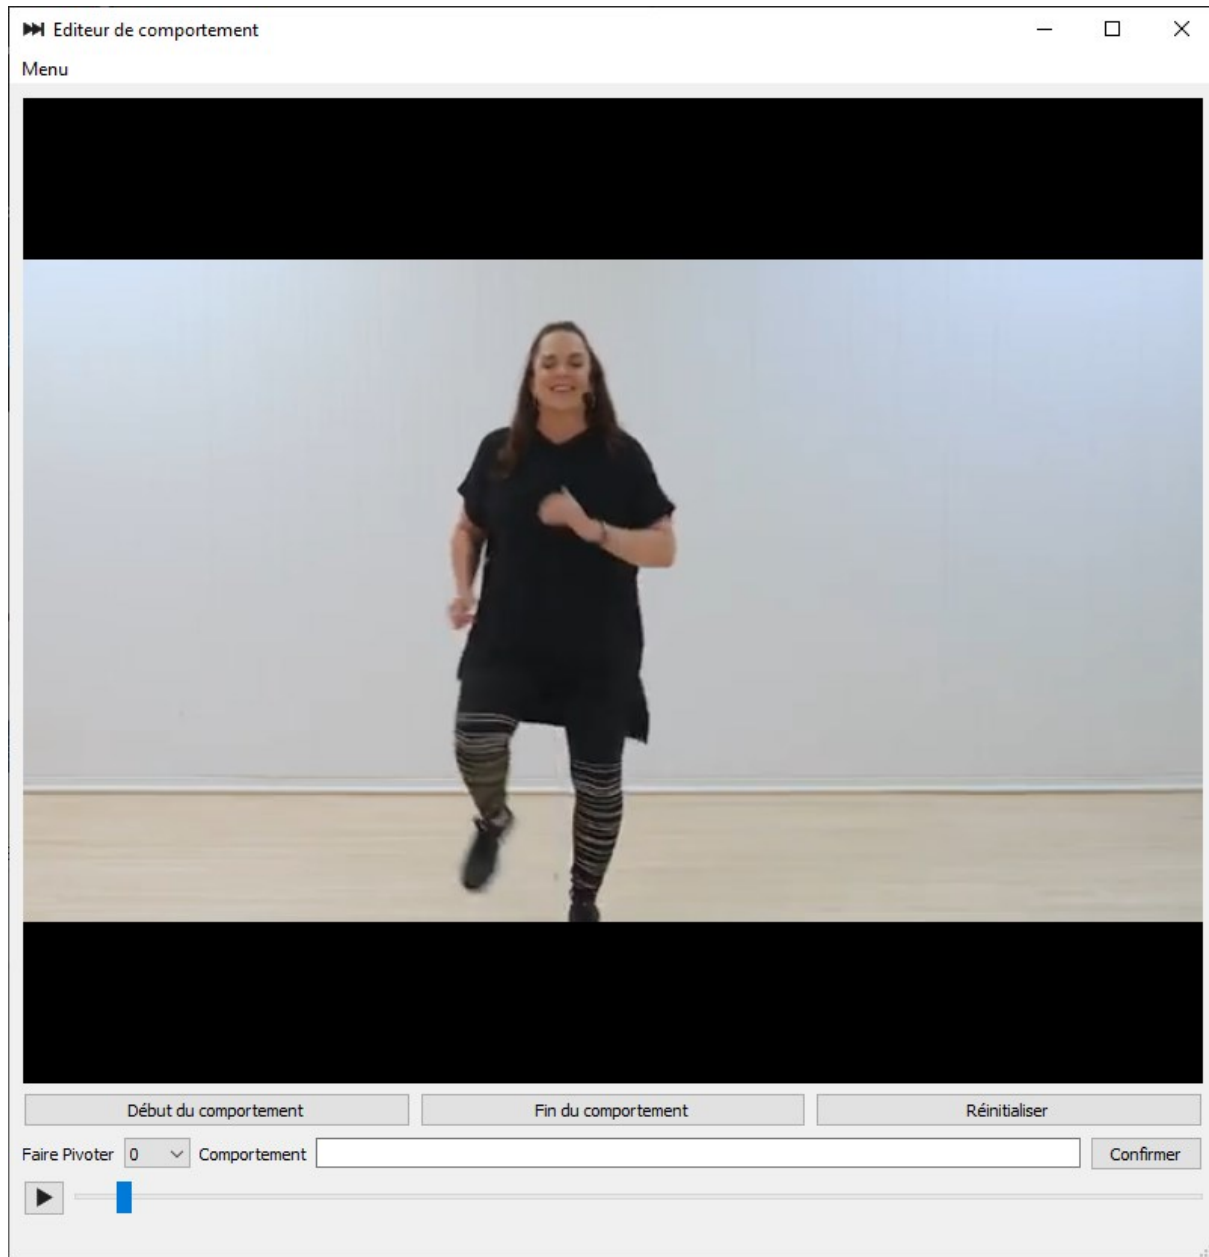 Editeur de comportement
Menu
Début du comportement Fin du comportement Réinitialiser
Faire Pivoter 0 Comportement Confirmer